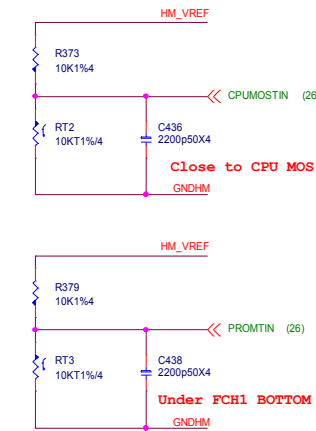 HM_VREF
R373
10K1%4
CPUMOSTIN (26
RT2
10KT1%/4
C436
2200p50X4
Close to CPU MOS
GNDHM
HM_VREF
R379
10K1%4
PROMTIN (26)
RT3
10KT1%/4
C438
2200p50X4
Under FCH1 BOTTOM
GNDHM